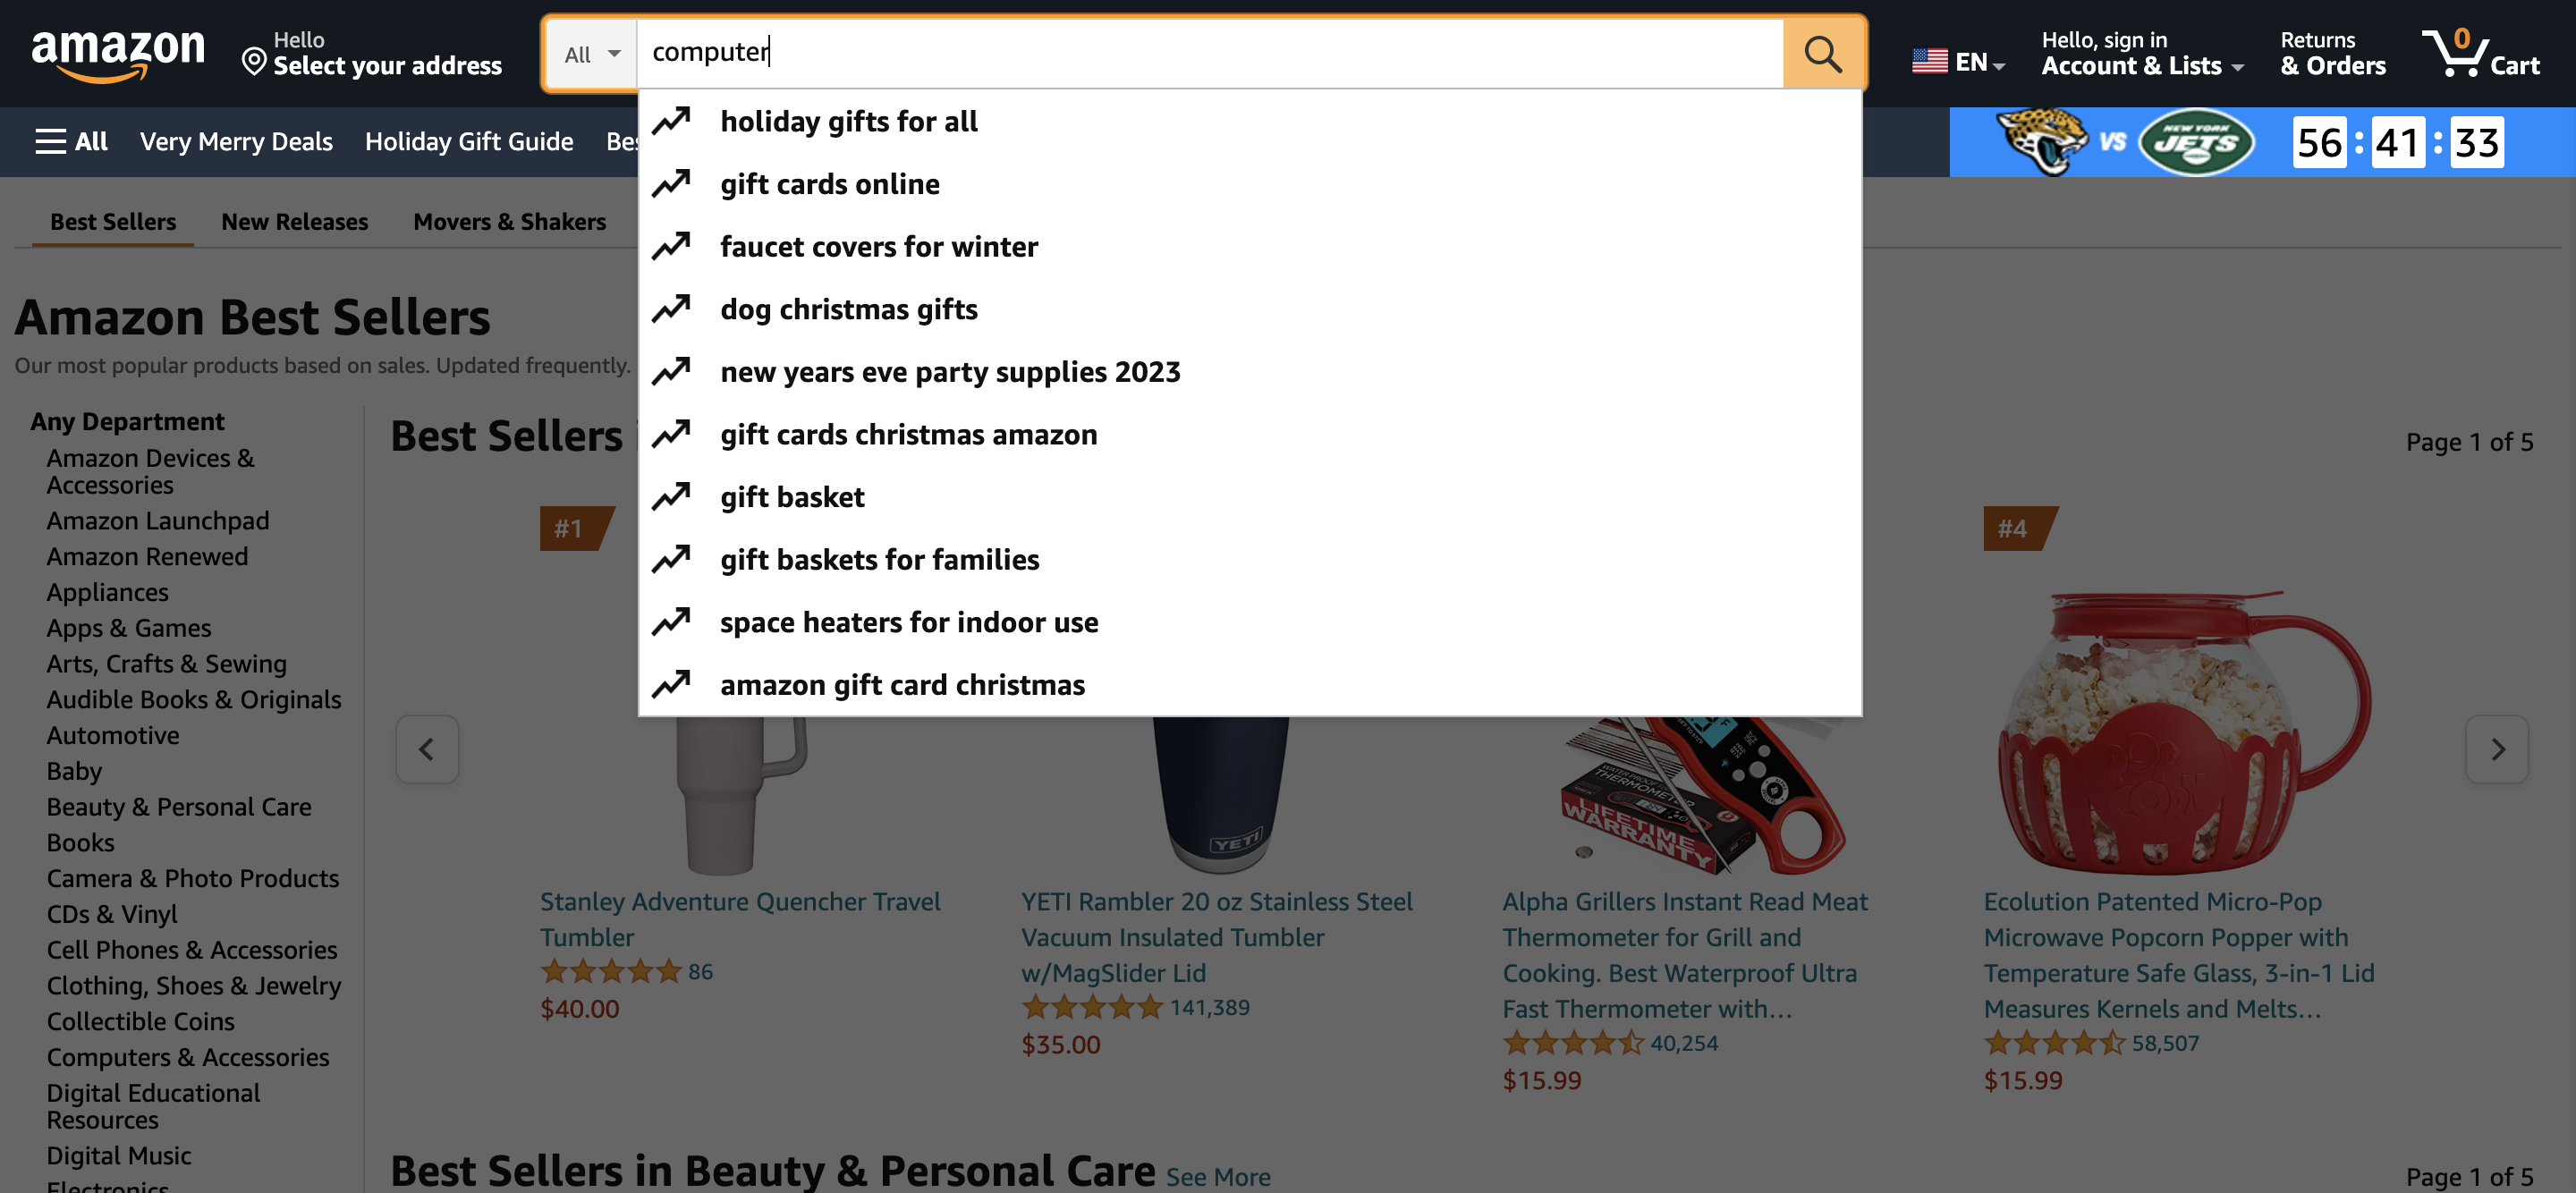 amazon
Hello
Select your address
All
computer
EN
Hello, sign in
Account & Lists
Returns
& Orders
0
Cart
All
Very Merry Deals
Holiday Gift Guide
VS
NEW YORK
JETS
56 : 41 : 33
holiday gifts for all
gift cards online
faucet covers for winter
dog christmas gifts
new years eve party supplies 2023
gift cards christmas amazon
gift basket
gift baskets for families
space heaters for indoor use
amazon gift card christmas
Best Sellers
New Releases
Movers & Shakers
Amazon Best Sellers
Our most popular products based on sales. Updated frequently.
Any Department
Amazon Devices &
Accessories
Amazon Launchpad
Amazon Renewed
Appliances
Apps & Games
Arts, Crafts & Sewing
Audible Books & Originals
Automotive
Baby
Beauty & Personal Care
Books
Camera & Photo Products
CDs & Vinyl
Cell Phones & Accessories
Clothing, Shoes & Jewelry
Collectible Coins
Computers & Accessories
Digital Educational
Resources
Digital Music
Electronics
Best Sellers
Page 1 of 5
#1
#4
YETI
THERMOMETER
LIFETIME
WARRANTY
Stanley Adventure Quencher Travel
Tumbler
86
$40.00
YETI Rambler 20 oz Stainless Steel
Vacuum Insulated Tumbler
w/MagSlider Lid
141,389
$35.00
Alpha Grillers Instant Read Meat
Thermometer for Grill and
Cooking. Best Waterproof Ultra
Fast Thermometer with...
40,254
$15.99
Ecolution Patented Micro-Pop
Microwave Popcorn Popper with
Temperature Safe Glass, 3-in-1 Lid
Measures Kernels and Melts...
58,507
$15.99
Best Sellers in Beauty & Personal Care See More
Page 1 of 5